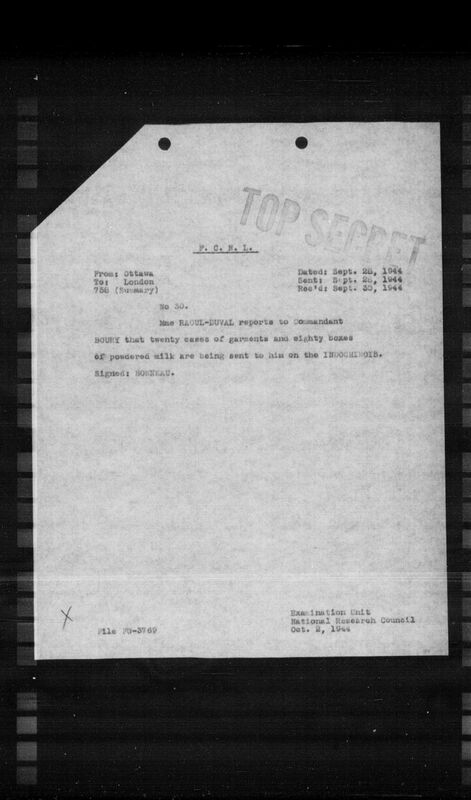 TOP SECRET
F. C. N. L.
From: Ottawa Dated: Sept. 28, 1944
To: London Sent: Sept. 28, 1944
738 (Summary) Rec'd: Sept. 30, 1944
No 30.
Mme RAOUL-DUVAL reports to Commandant
BOURY that twenty cases of garments and eighty boxes
of powdered milk are being sent to him on the INDOCHINOIS.
Signed: BONNEAU.
X
Examination Unit
National Research Council
File FG-3769 Oct. 2, 1944